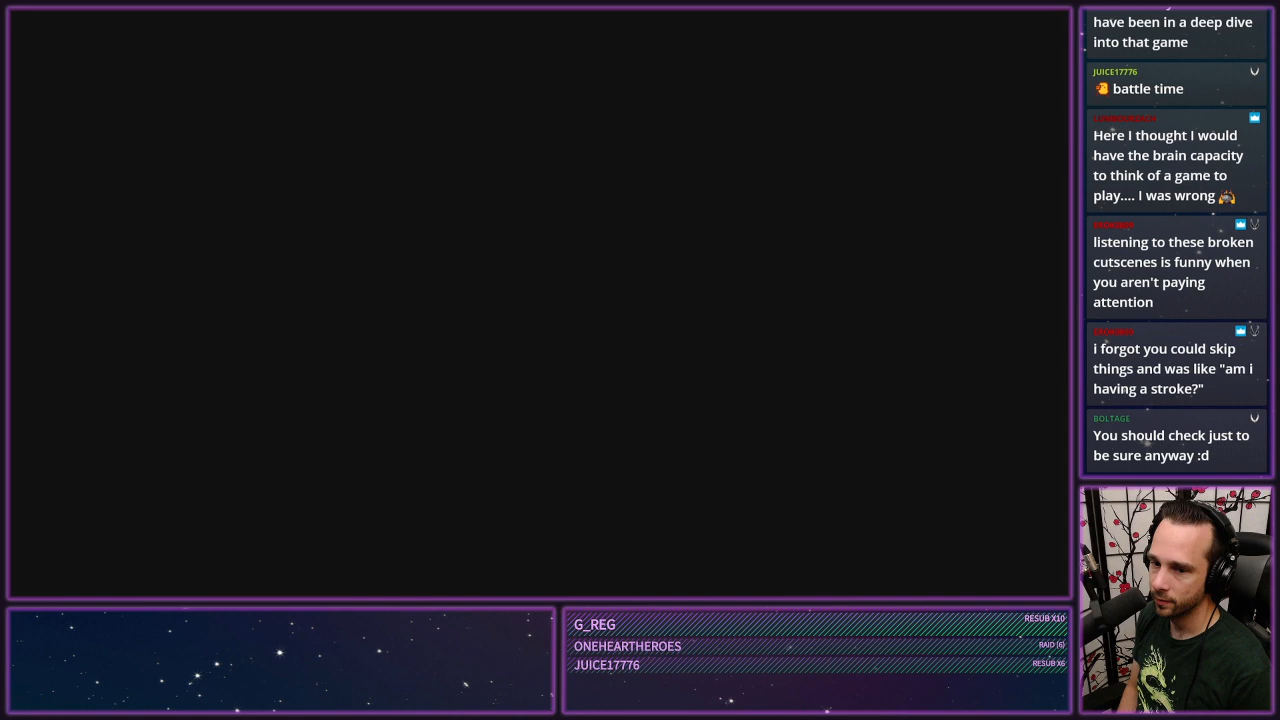 have been in a deep dive
into that game
JUICE17776
battle time
Here I thought I would
have the brain capacity
to think of a game to
play.... I was wrong
listening to these broken
cutscenes is funny when
you aren't paying
attention
i forgot you could skip
things and was like "am i
having a stroke?"
BOLTAGE
You should check just to
be sure anyway :d
G_REG
RESUB X10
ONEHEARTHEROES
RAID (6)
JUICE17776
RESUB X6